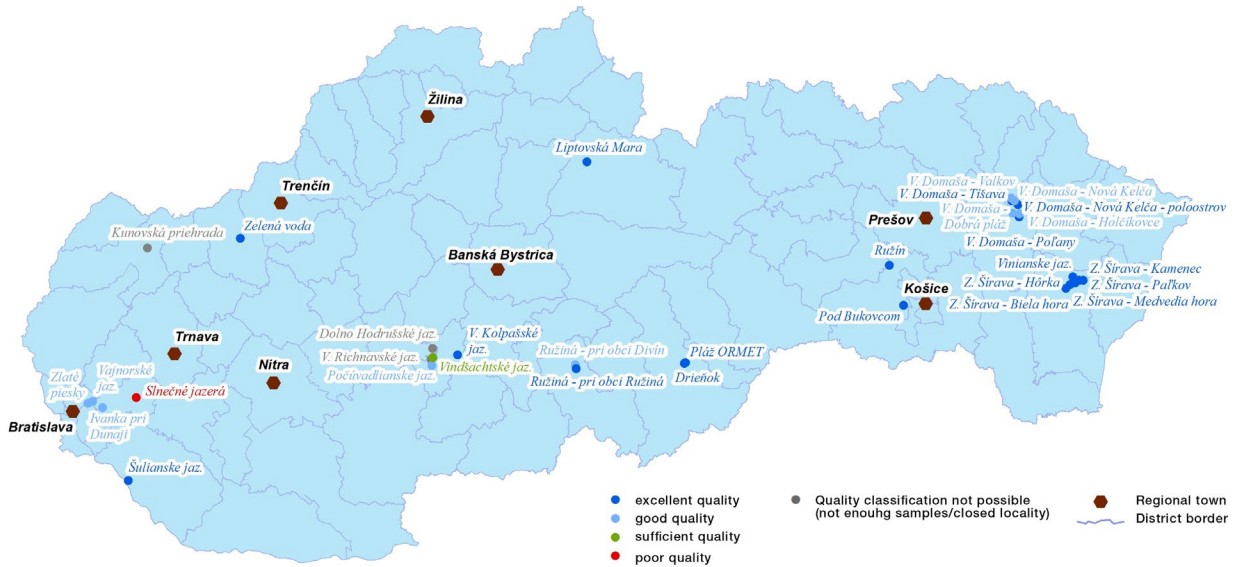 Žilina
Liptovská Mara
Trenčín
Kunovská priehrada
Zelená voda
Banská Bystrica
V. Domaša - Valkov
V. Domaša - Tíšava
V. Domaša - Nová Kelča
V. Domaša - Nová Kelča - poloostrov
V. Domaša -
Dobrá pláž
V. Domaša - Holčíkovce
V. Domaša - Poľany
Prešov
Ružín
Vinianske jaz.
Z. Šírava - Kamenec
Z. Šírava - Hôrka
Z. Šírava - Paľkov
Košice
Z. Šírava - Biela hora
Z. Šírava - Medvedia hora
Pod Bukovcom
Trnava
Nitra
Dolno Hodrušské jaz.
V. Kolpašské
jaz.
V. Richnavské jaz.
Vindšachtské jaz.
Počúvadlianske jaz.
Ružiná - pri obci Divín
Ružiná - pri obci Ružiná
Pláž ORMET
Drieňok
Zlaté
piesky
Vajnorské
jaz.
Slnečné jazerá
Bratislava
Ivanka pri
Dunaji
Šulianske jaz.
excellent quality
good quality
sufficient quality
poor quality
Quality classification not possible
(not enouhg samples/closed locality)
Regional town
District border